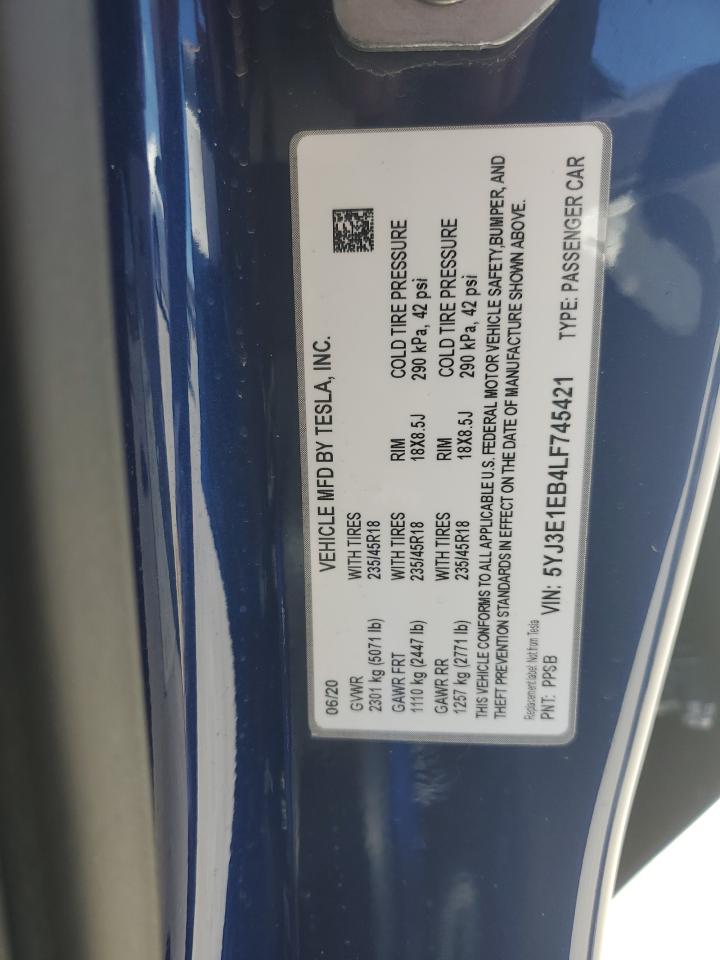 06/20 VEHICLE MFD BY TESLA, INC.
GVWR WITH TIRES
2301 kg (5071 lb) 235/45R18
GAWR FRT WITH TIRES RIM COLD TIRE PRESSURE
1110 kg (2447 lb) 235/45R18 18X8.5J 290 kPa, 42 psi
GAWR RR WITH TIRES RIM COLD TIRE PRESSURE
1257 kg (2771 lb) 235/45R18 18X8.5J 290 kPa, 42 psi
THIS VEHICLE CONFORMS TO ALL APPLICABLE U.S. FEDERAL MOTOR VEHICLE SAFETY,BUMPER, AND
THEFT PREVENTION STANDARDS IN EFFECT ON THE DATE OF MANUFACTURE SHOWN ABOVE.
Replacement label. Not from Tesla
PNT: PPSB VIN: 5YJ3E1EB4LF745421 TYPE: PASSENGER CAR